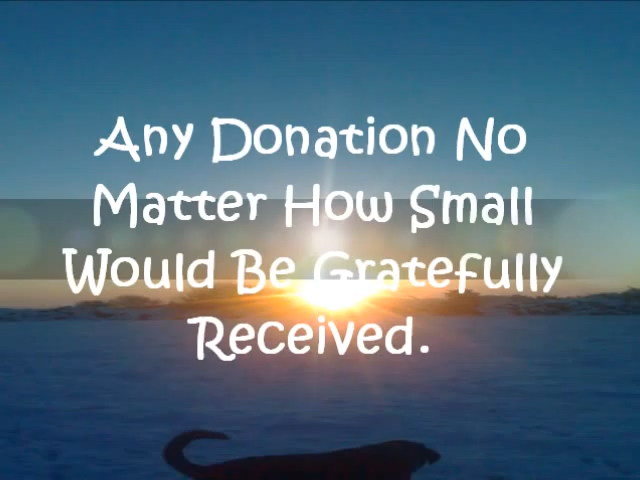 Any Donation No
Matter How Small
Would Be Gratefully
Received.